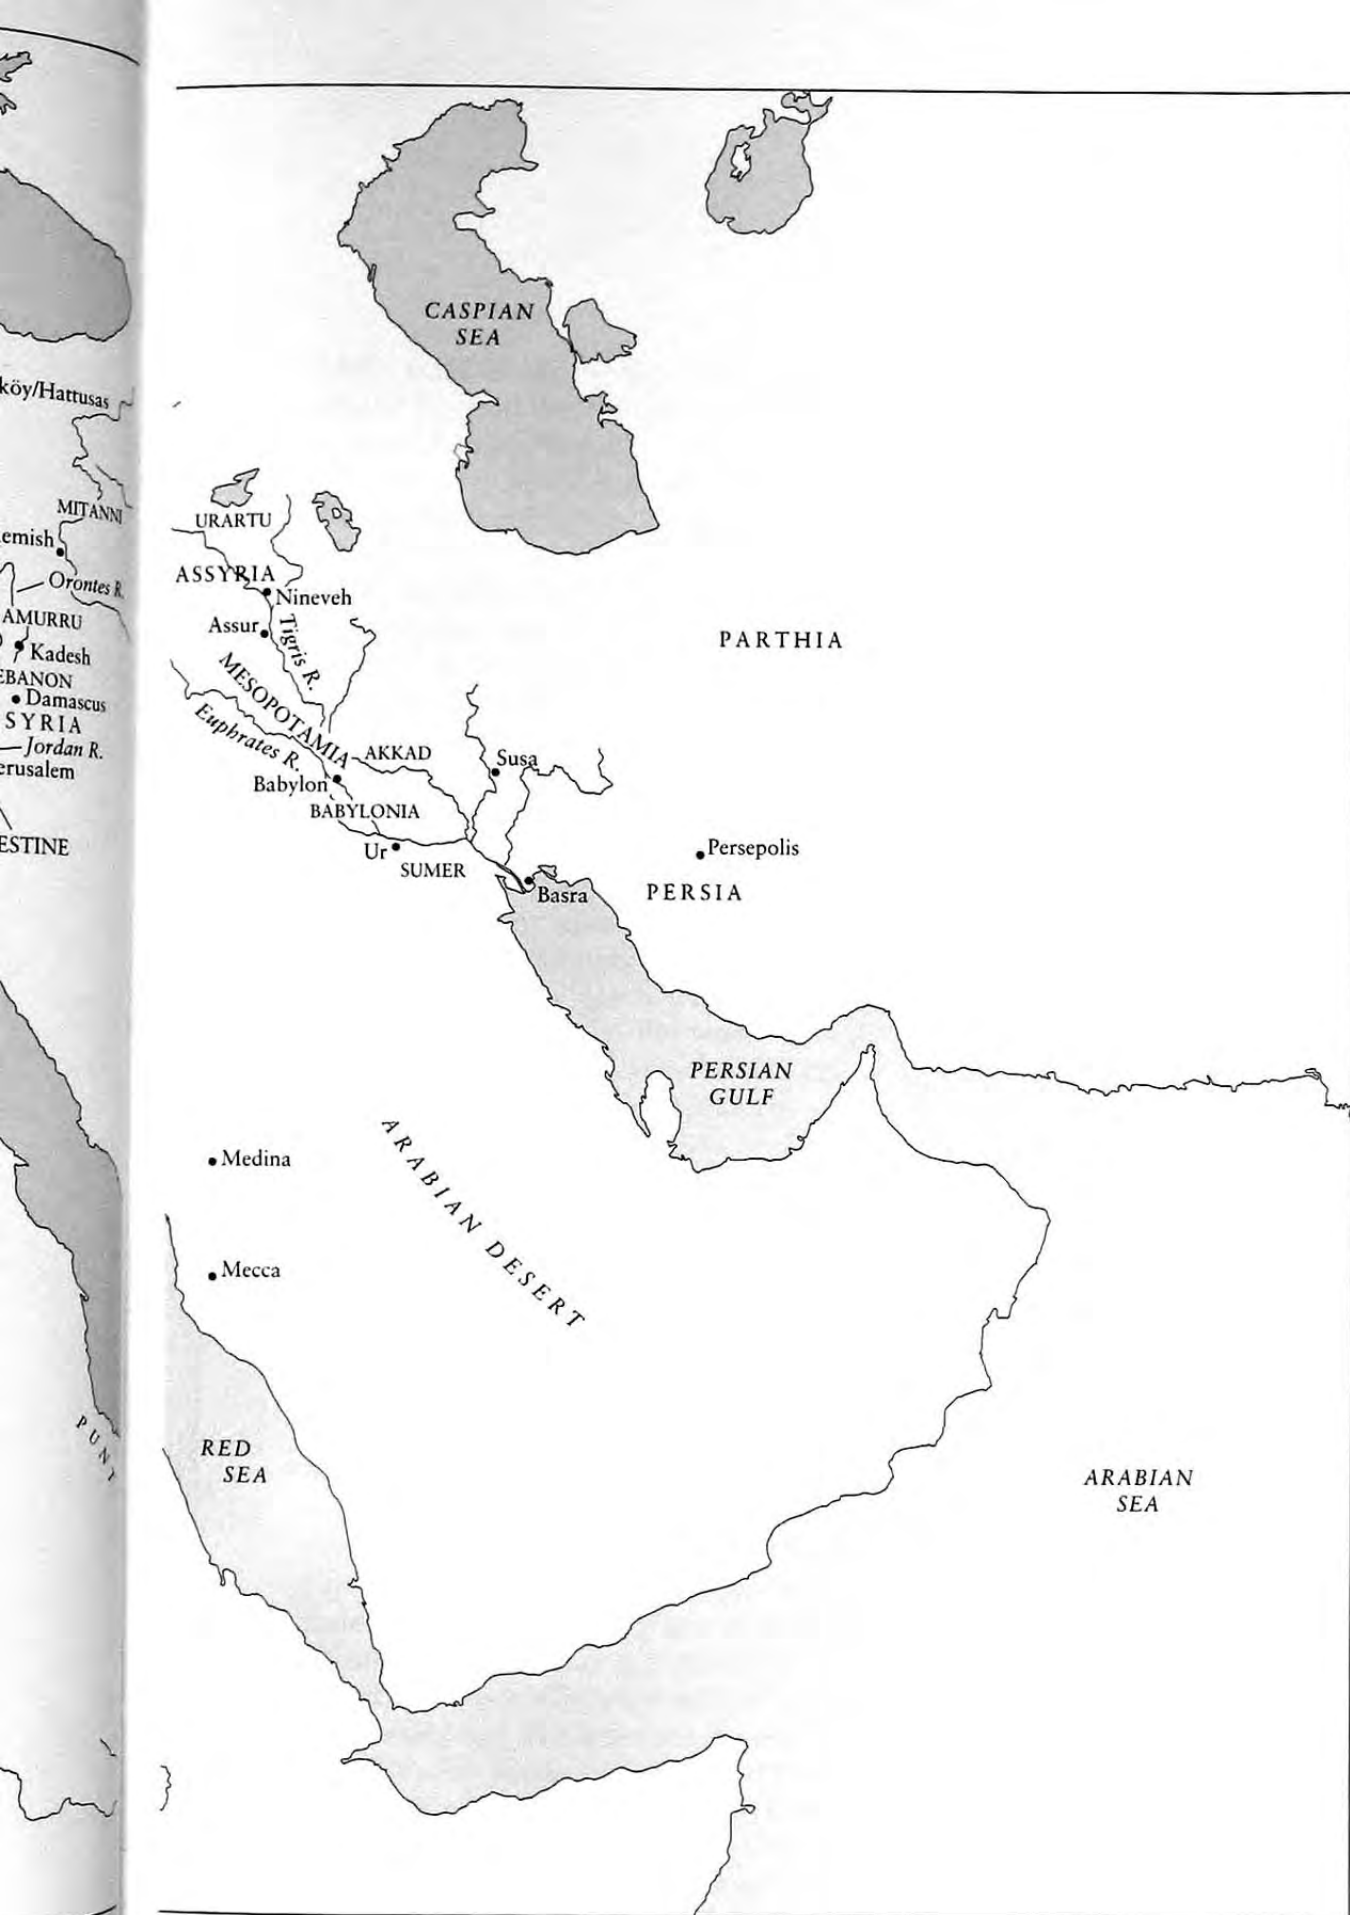 köy/Hattusas
MITANNI
emish
Orontes R.
AMURRU
Kadesh
EBANON
Damascus
SYRIA
Jordan R.
erusalem
ESTINE
PUNT
CASPIAN
SEA
URARTU
ASSYRIA
Nineveh
Assur
Tigris R.
MESOPOTAMIA
Euphrates R.
AKKAD
Susa
Babylon
BABYLONIA
Ur
SUMER
Basra
PARTHIA
Persepolis
PERSIA
PERSIAN
GULF
ARABIAN DESERT
Medina
Mecca
RED
SEA
ARABIAN
SEA